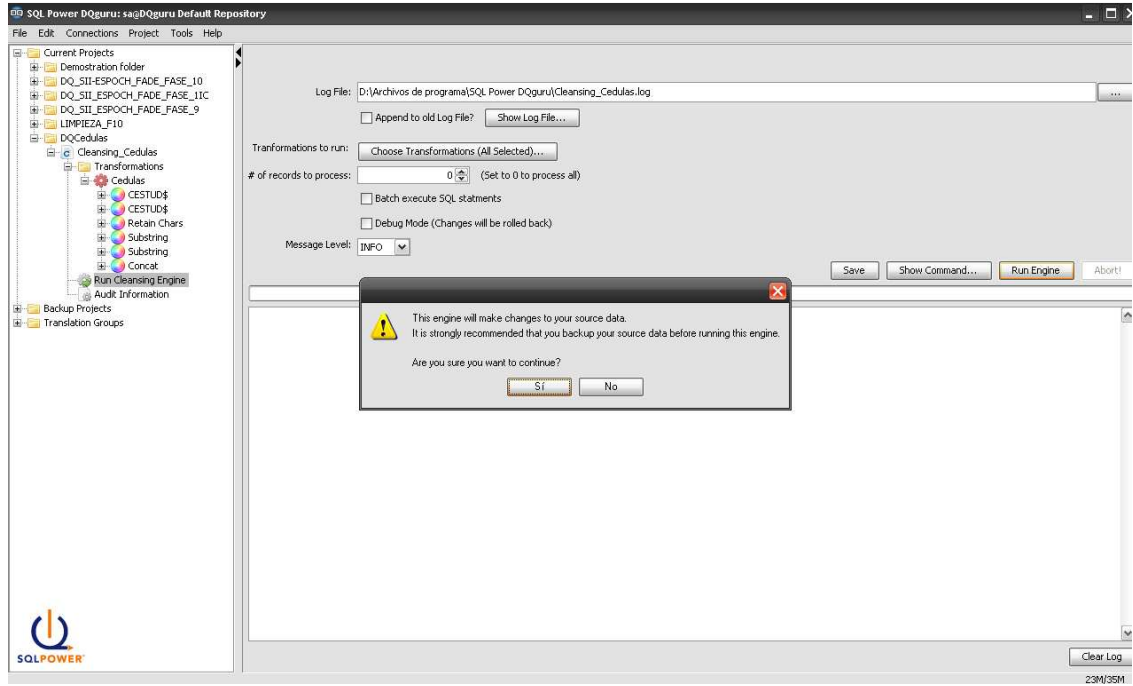 SQL Power DQguru: sa@DQguru Default Repository
File Edit Connections Project Tools Help
Current Projects
Demostration folder
DQ_SII-ESPOCH_FADE_FASE_10
DQ_SII_ESPOCH_FADE_FASE_1IC
DQ_SII_ESPOCH_FADE_FASE_9
LIMPIEZA_F10
DQCedulas
Cleansing_Cedulas
Transformations
Cedulas
CESTUD$
CESTUD$
Retain Chars
Substring
Substring
Concat
Run Cleansing Engine
Audit Information
Backup Projects
Translation Groups
Log File: D:\Archivos de programa\SQL Power DQguru\Cleansing_Cedulas.log ...
Append to old Log File? Show Log File...
Tranformations to run: Choose Transformations (All Selected)...
# of records to process: 0 (Set to 0 to process all)
Batch execute SQL statments
Debug Mode (Changes will be rolled back)
Message Level: INFO
Save Show Command... Run Engine Abort!
This engine will make changes to your source data.
It is strongly recommended that you backup your source data before running this engine.
Are you sure you want to continue?
Sí No
SQLPOWER
Clear Log
23M/35M